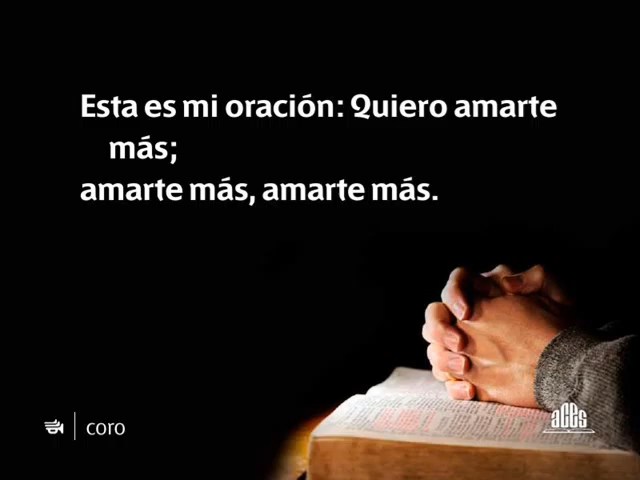 Esta es mi oración: Quiero amarte
más;
amarte más, amarte más.
coro
aces